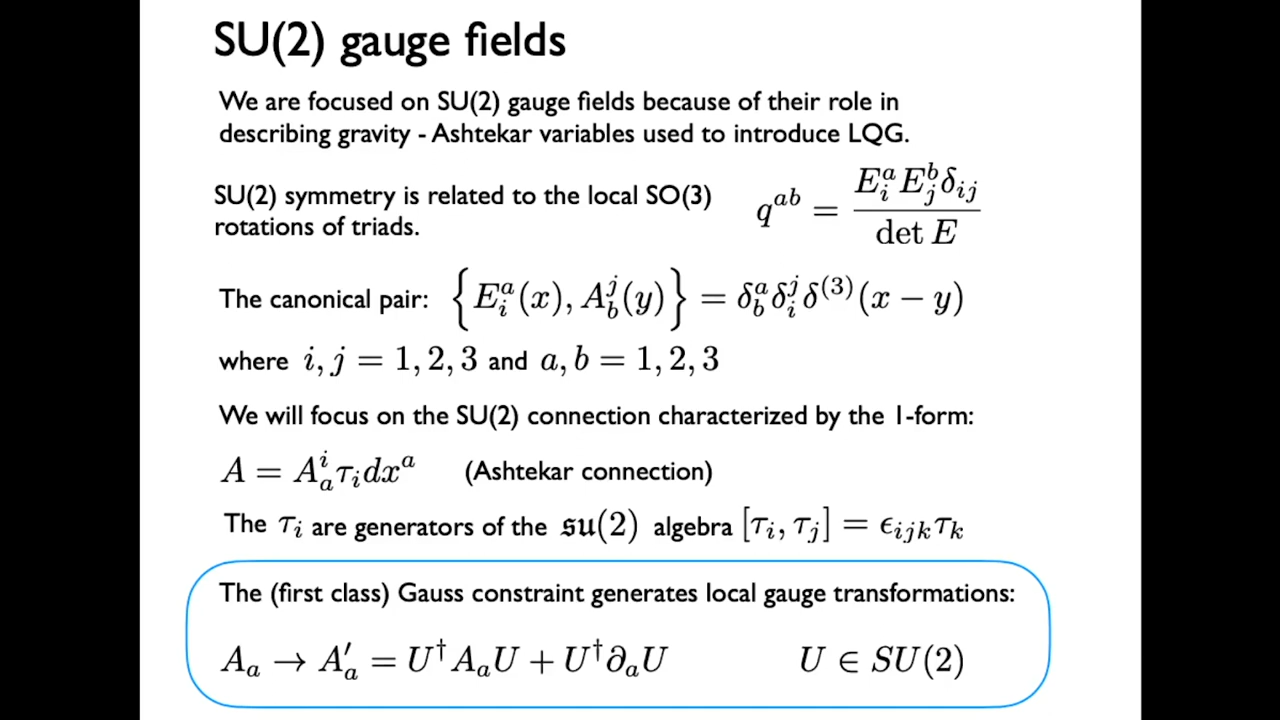 SU(2) gauge fields
We are focused on SU(2) gauge fields because of their role in
describing gravity - Ashtekar variables used to introduce LQG.
SU(2) symmetry is related to the local SO(3)
rotations of triads.
$q^{ab} = \frac{E^a_i E^b_j \delta_{ij}}{\det E}$
The canonical pair: $\left\{ E^a_i(x), A^j_b(y) \right\} = \delta^a_b \delta^j_i \delta^{(3)}(x - y)$
where $i, j = 1, 2, 3$ and $a, b = 1, 2, 3$
We will focus on the SU(2) connection characterized by the 1-form:
$A = A^i_a \tau_i dx^a$ (Ashtekar connection)
The $\tau_i$ are generators of the $\mathfrak{su}(2)$ algebra $[\tau_i, \tau_j] = \epsilon_{ijk} \tau_k$
The (first class) Gauss constraint generates local gauge transformations:
$A_a \to A'_a = U^\dagger A_a U + U^\dagger \partial_a U$ $U \in SU(2)$